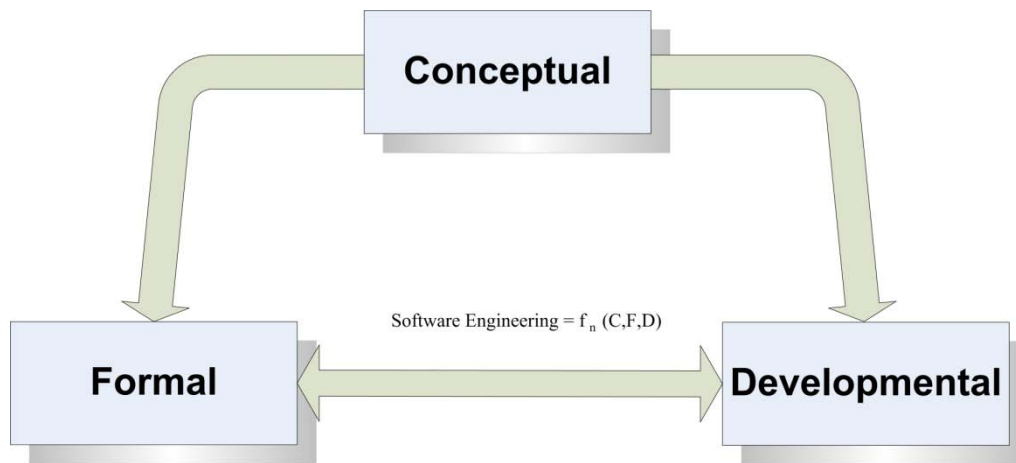 Conceptual
Software Engineering = f n (C,F,D)
Formal
Developmental